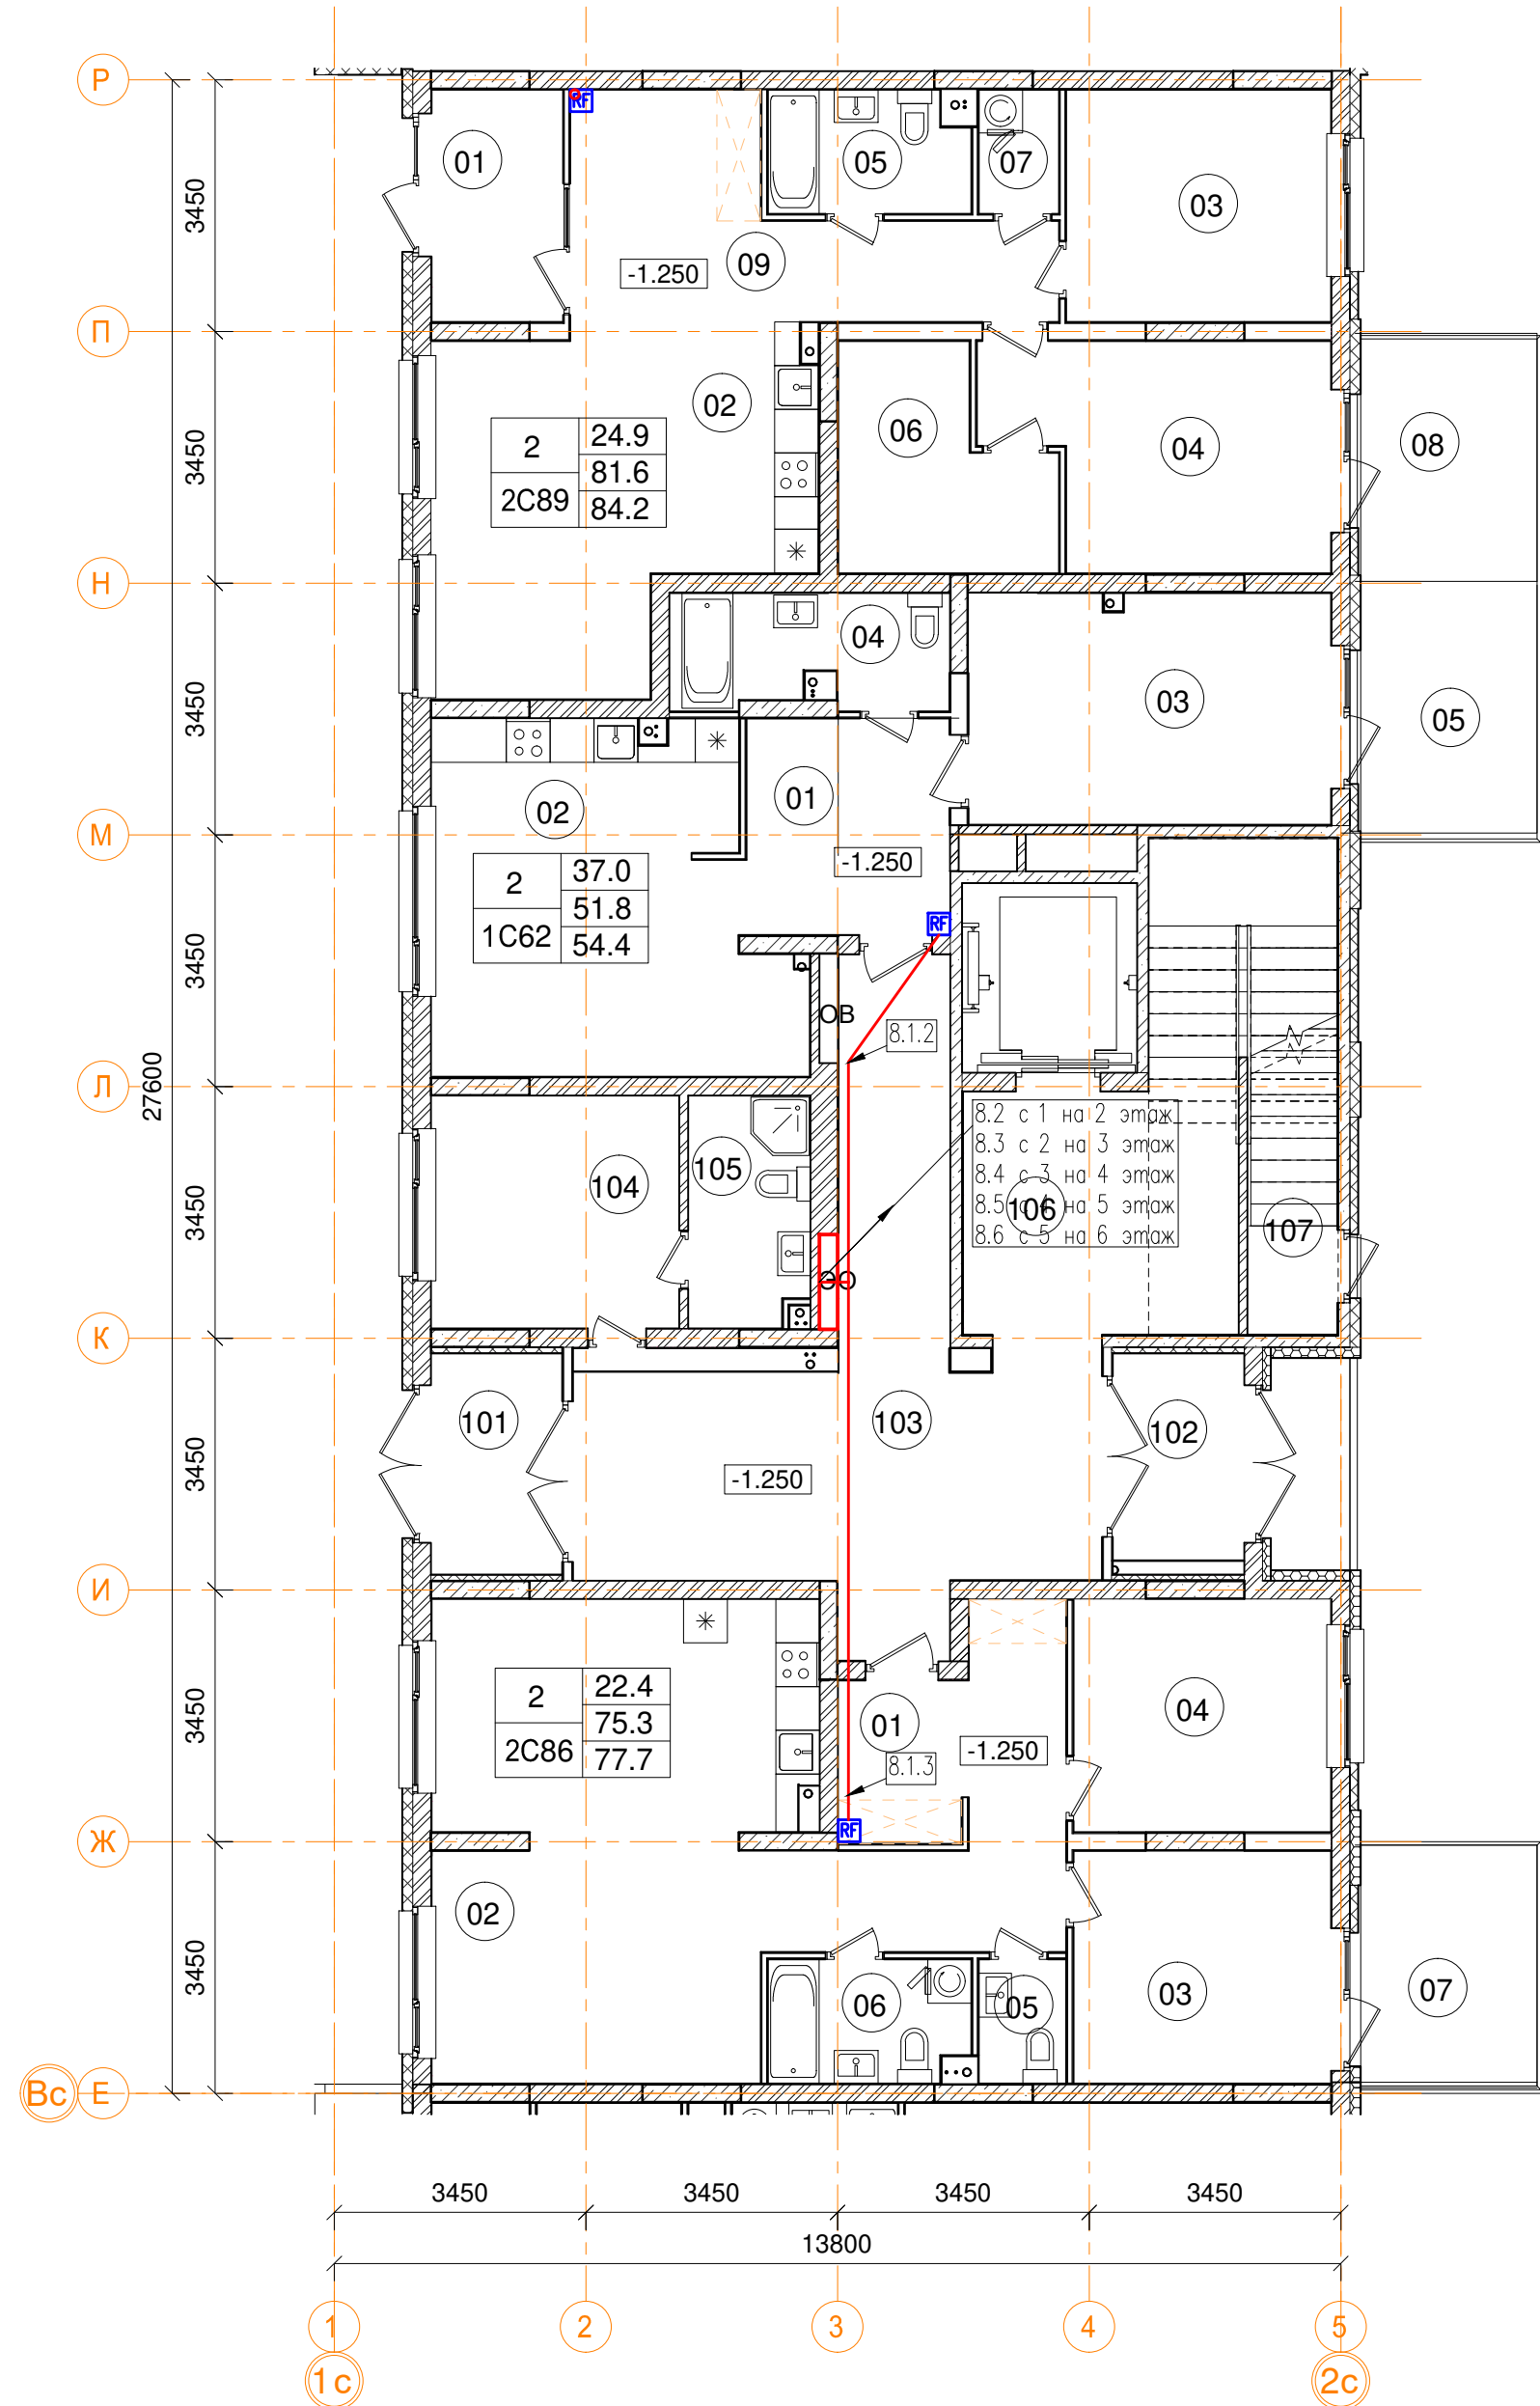 Р
RF
01
05
07
03
3450
09
-1.250
П
02
06
04
08
2
24.9
81.6
2С89
84.2
3450
Н
04
03
05
3450
01
02
М
-1.250
2
37.0
51.8
1С62
54.4
RF
3450
ОВ
8.1.2
Л
27600
8.2 с 1 на 2 этаж
8.3 с 2 на 3 этаж
8.4 с 3 на 4 этаж
8.5 с 4 на 5 этаж
8.6 с 5 на 6 этаж
105
104
106
107
3450
ЭО
К
101
103
102
3450
-1.250
И
2
22.4
75.3
2С86
77.7
01
04
3450
-1.250
8.1.3
RF
Ж
02
3450
06
05
03
07
Вс
Е
3450
3450
3450
3450
13800
1
2
3
4
5
1с
2с